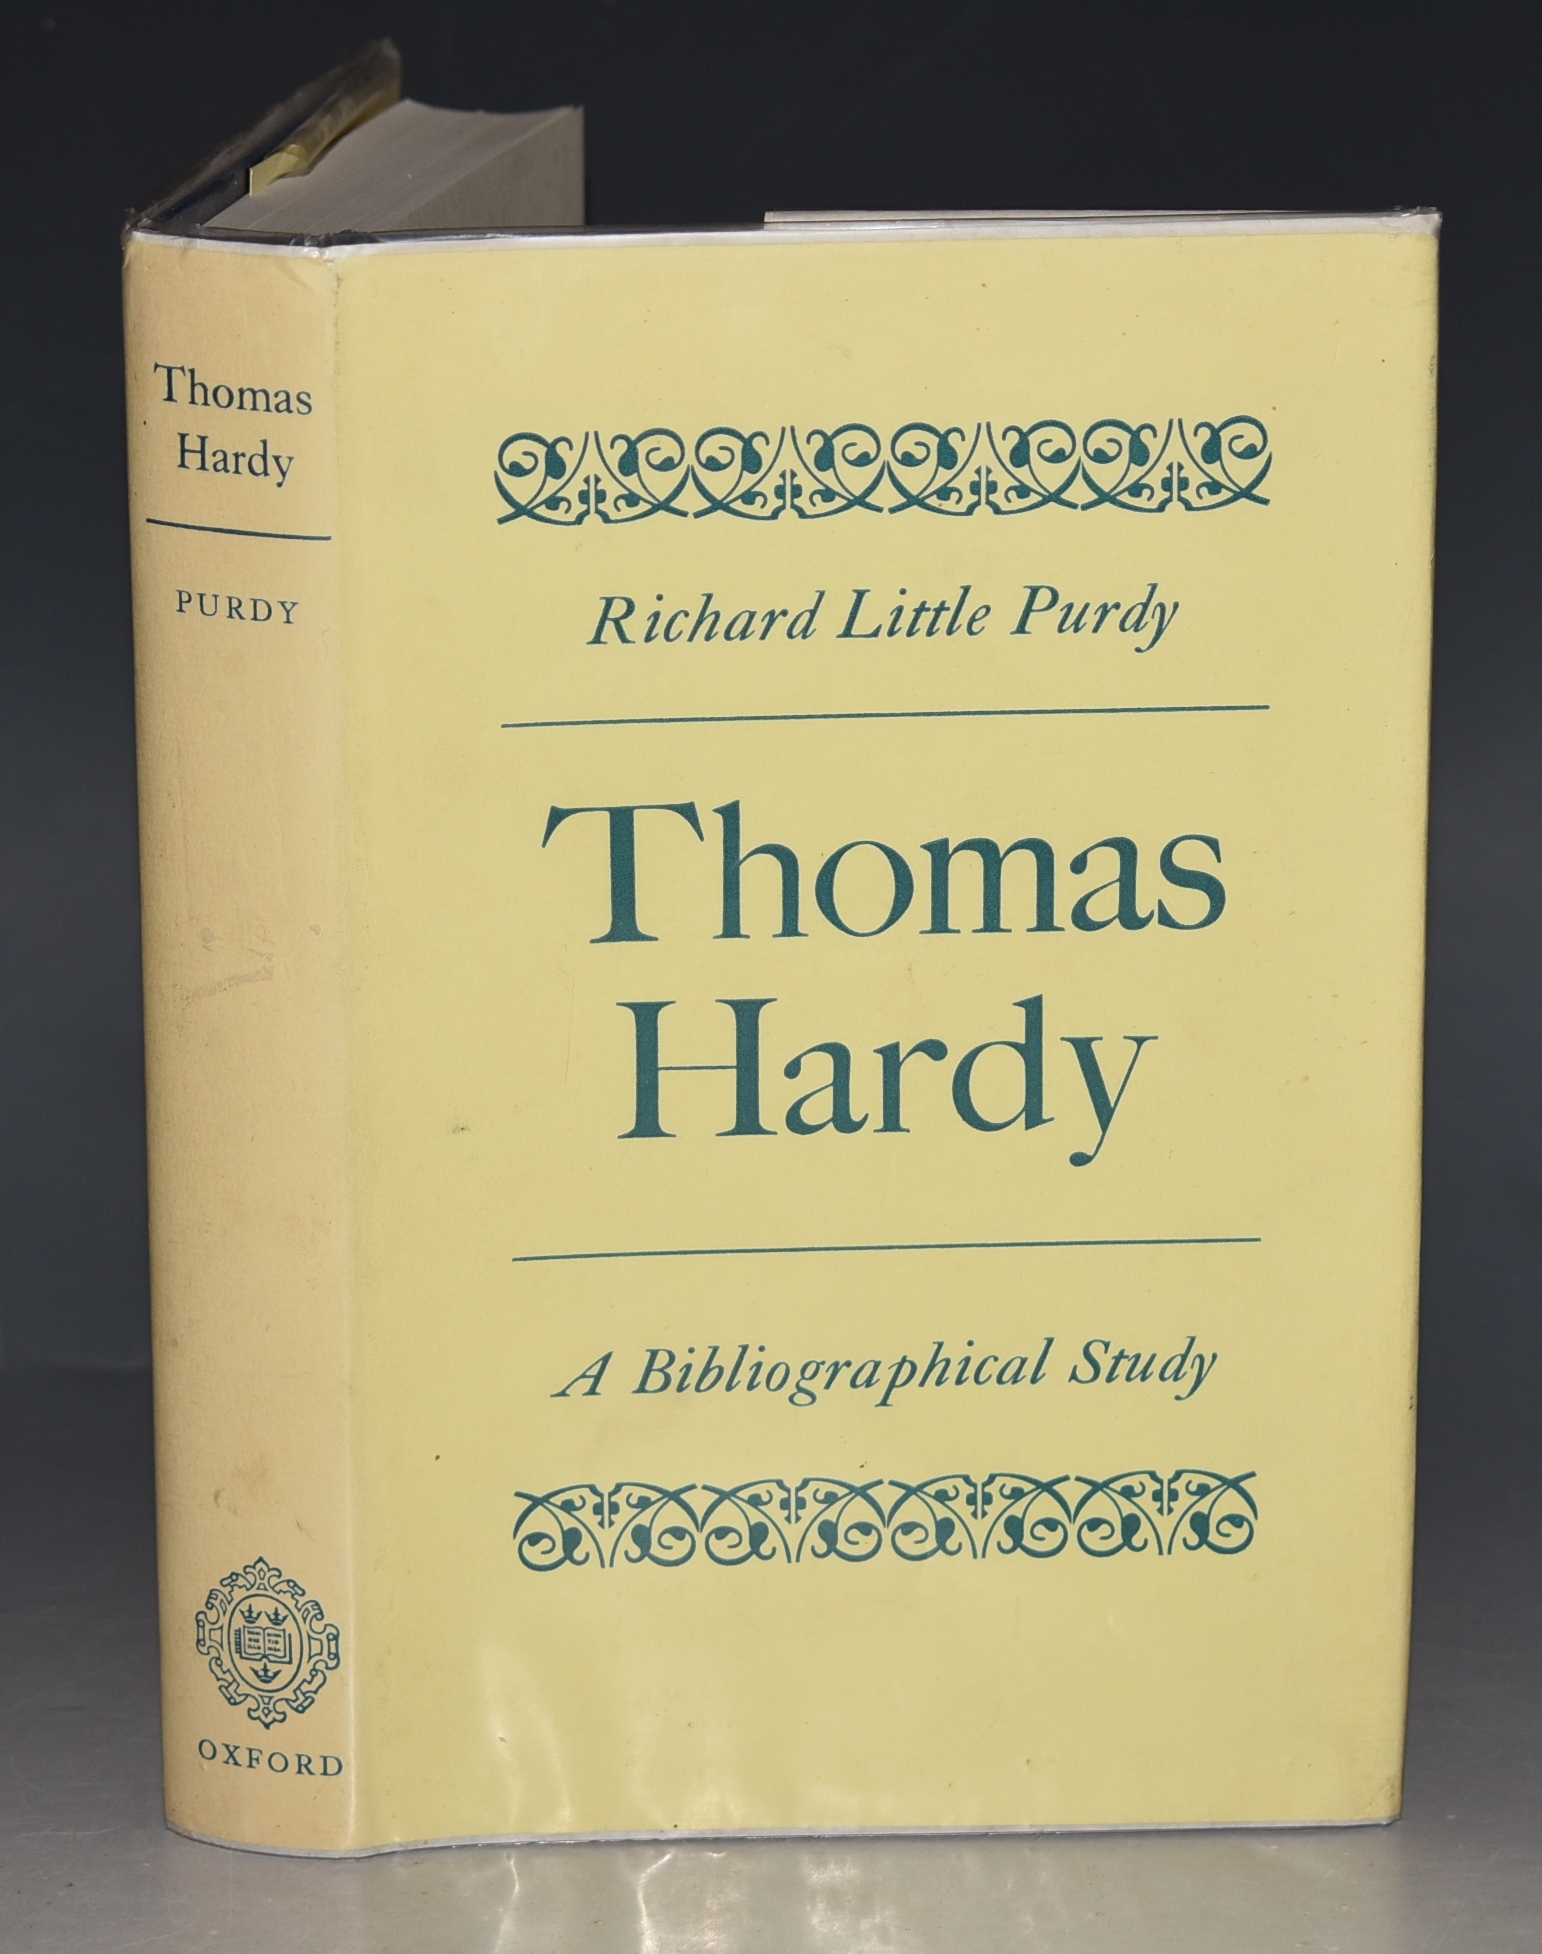 Thomas
Hardy
PURDY
OXFORD
Richard Little Purdy
Thomas
Hardy
A Bibliographical Study